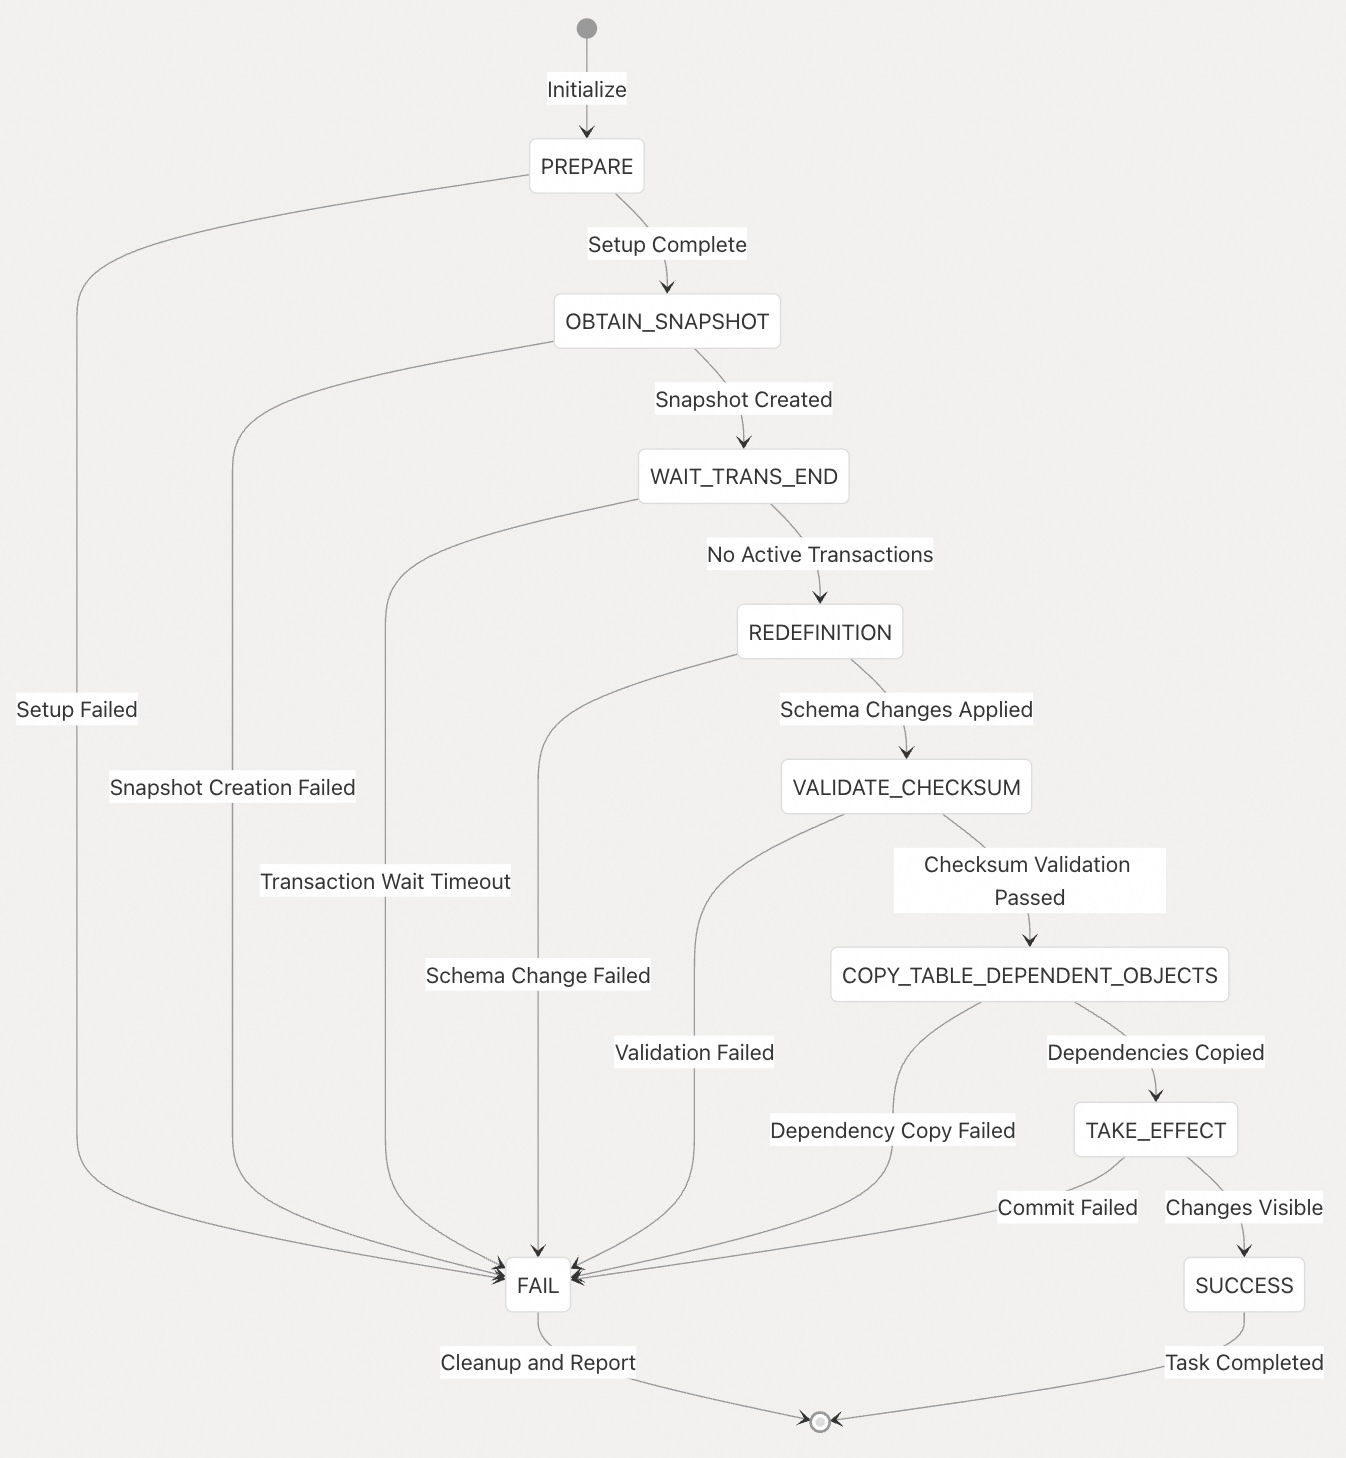 Initialize
PREPARE
Setup Complete
OBTAIN_SNAPSHOT
Snapshot Created
WAIT_TRANS_END
No Active Transactions
REDEFINITION
Setup Failed
Schema Changes Applied
Snapshot Creation Failed
VALIDATE_CHECKSUM
Transaction Wait Timeout
Checksum Validation
Passed
Schema Change Failed
COPY_TABLE_DEPENDENT_OBJECTS
Validation Failed
Dependencies Copied
Dependency Copy Failed
TAKE_EFFECT
Commit Failed
Changes Visible
FAIL
SUCCESS
Cleanup and Report
Task Completed